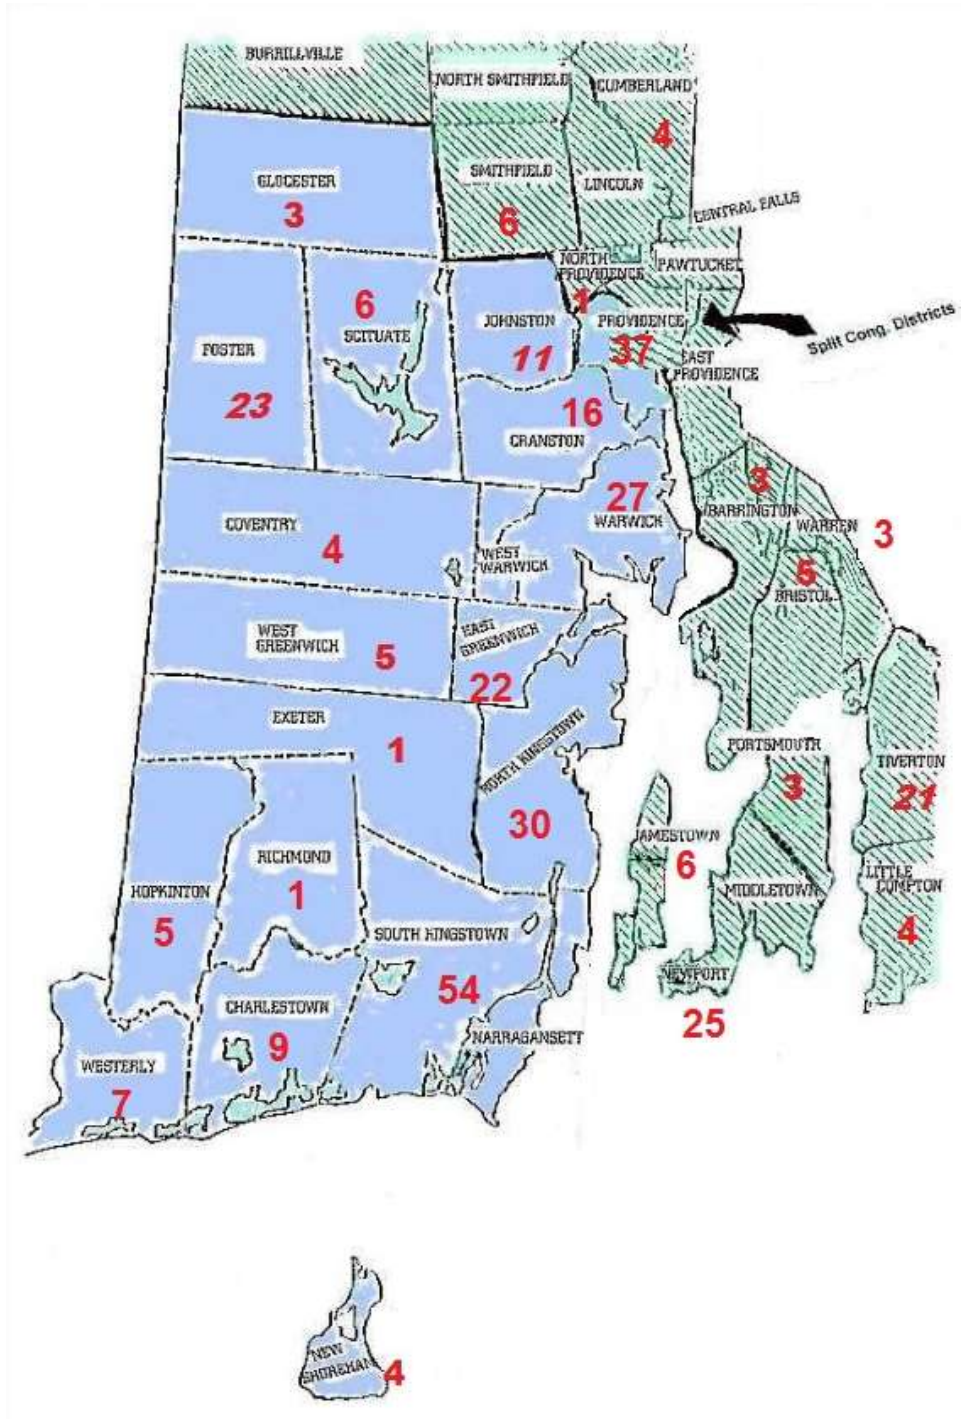 BURRILLVILLE
NORTH SMITHFIELD
CUMBERLAND
4
GLOCESTER
3
SMITHFIELD
6
LINCOLN
CENTRAL FALLS
NORTH
PROVIDENCE
1
PAWTUCKET
6
SCITUATE
JOHNSTON
11
PROVIDENCE
37
Split Cong. Districts
FOSTER
23
EAST
PROVIDENCE
16
CRANSTON
3
BARRINGTON
27
WARWICK
WARREN
3
COVENTRY
4
WEST
WARWICK
5
BRISTOL
WEST
GREENWICH
5
EAST
GREENWICH
22
EXETER
1
NORTH KINGSTOWN
30
PORTSMOUTH
3
TIVERTON
21
JAMESTOWN
6
MIDDLETOWN
LITTLE
COMPTON
4
HOPKINTON
5
RICHMOND
1
SOUTH KINGSTOWN
54
NEWPORT
25
CHARLESTOWN
9
NARRAGANSETT
WESTERLY
7
NEW
SHOREHAM
4